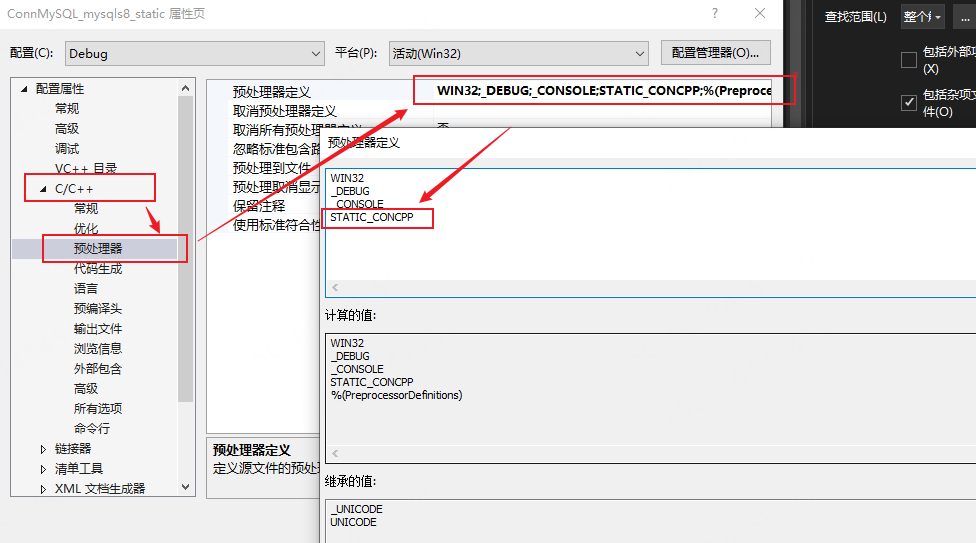 ConnMySQL_mysqls8_static 属性页
?
查找范围(L)
整个解
...
包括外部项
(X)
包括杂项文
件(O)
配置(C):
Debug
平台(P):
活动(Win32)
配置管理器(O)...
配置属性
常规
高级
调试
VC++ 目录
C/C++
常规
优化
预处理器
代码生成
语言
预编译头
输出文件
浏览信息
外部包含
高级
所有选项
命令行
链接器
清单工具
XML 文档生成器
预处理器定义
WIN32;_DEBUG;_CONSOLE;STATIC_CONCPP;%(Preproce
取消预处理器定义
取消所有预处理器定义
否
忽略标准包含路
预处理到文件
预处理取消显示
保留注释
使用标准符合性
预处理器定义
定义源文件的预处
预处理器定义
WIN32
_DEBUG
_CONSOLE
STATIC_CONCPP
计算的值:
WIN32
_DEBUG
_CONSOLE
STATIC_CONCPP
%(PreprocessorDefinitions)
继承的值:
_UNICODE
UNICODE